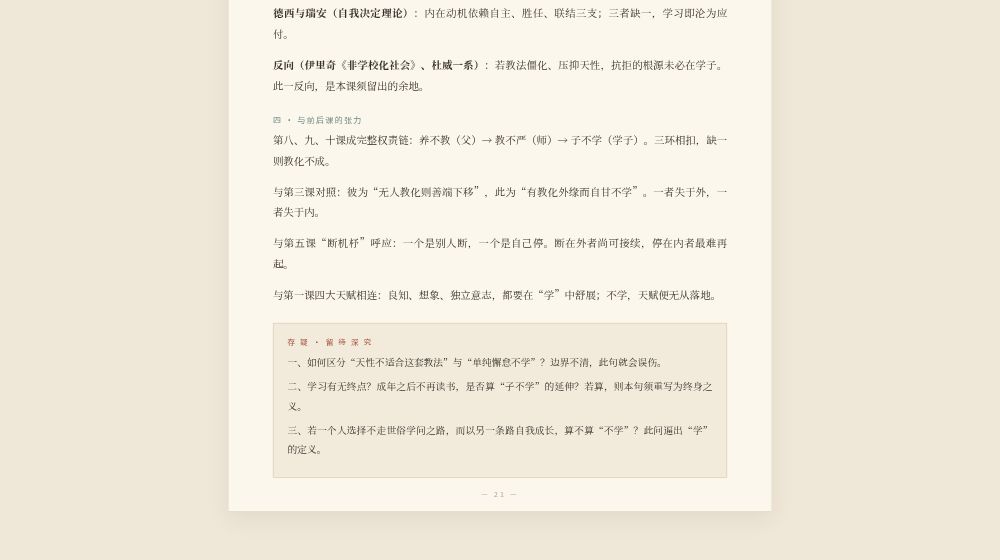 德西与瑞安（自我决定理论）：内在动机依赖自主、胜任、联结三支；三者缺一，学习即沦为应
付。
反向（伊里奇《非学校化社会》、杜威一系）：若教法僵化、压抑天性，抗拒的根源未必在学子。
此一反向，是本课须留出的余地。
四 · 与前后课的张力
第八、九、十课成完整权责链：养不教（父）→ 教不严（师）→ 子不学（学子）。三环相扣，缺一
则教化不成。
与第三课对照：彼为“无人教化则善端下移”，此为“有教化外缘而自甘不学”。一者失于外，一
者失于内。
与第五课“断机杼”呼应：一个是别人断，一个是自己停。断在外者尚可接续，停在内者最难再
起。
与第一课四大天赋相连：良知、想象、独立意志，都要在“学”中舒展；不学，天赋便无从落地。
存疑 · 留待深究
一、如何区分“天性不适合这套教法”与“单纯懈怠不学”？边界不清，此句就会误伤。
二、学习有无终点？成年之后不再读书，是否算“子不学”的延伸？若算，则本句须重写为终身之
义。
三、若一个人选择不走世俗学问之路，而以另一条路自我成长，算不算“不学”？此问逼出“学”
的定义。
— 21 —